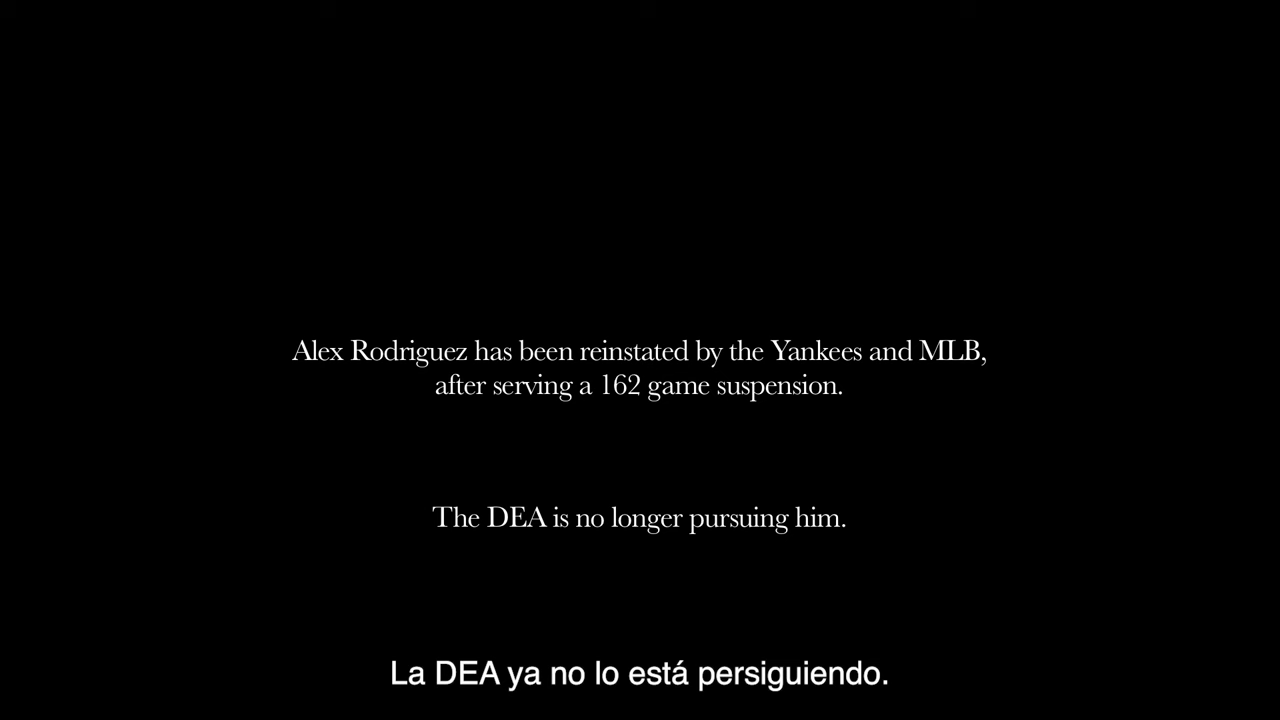 Alex Rodriguez has been reinstated by the Yankees and MLB,
after serving a 162 game suspension.
The DEA is no longer pursuing him.
La DEA ya no lo está persiguiendo.